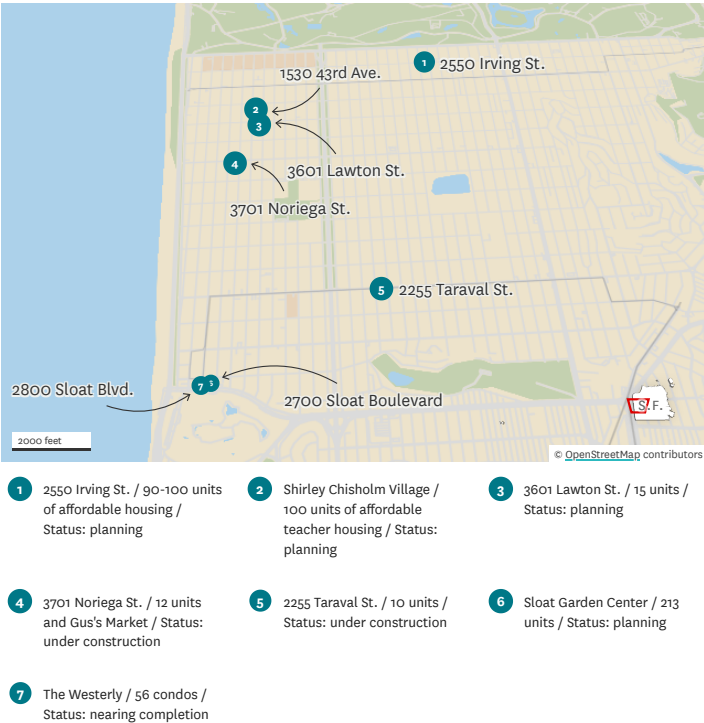 1 2550 Irving St.
1530 43rd Ave.
2
3
3601 Lawton St.
4
3701 Noriega St.
5 2255 Taraval St.
7
2800 Sloat Blvd.
2700 Sloat Boulevard
S.F.
2000 feet
© OpenStreetMap contributors
1 2550 Irving St. / 90-100 units
of affordable housing /
Status: planning
2 Shirley Chisholm Village /
100 units of affordable
teacher housing / Status:
planning
3 3601 Lawton St. / 15 units /
Status: planning
4 3701 Noriega St. / 12 units
and Gus's Market / Status:
under construction
5 2255 Taraval St. / 10 units /
Status: under construction
6 Sloat Garden Center / 213
units / Status: planning
7 The Westerly / 56 condos /
Status: nearing completion